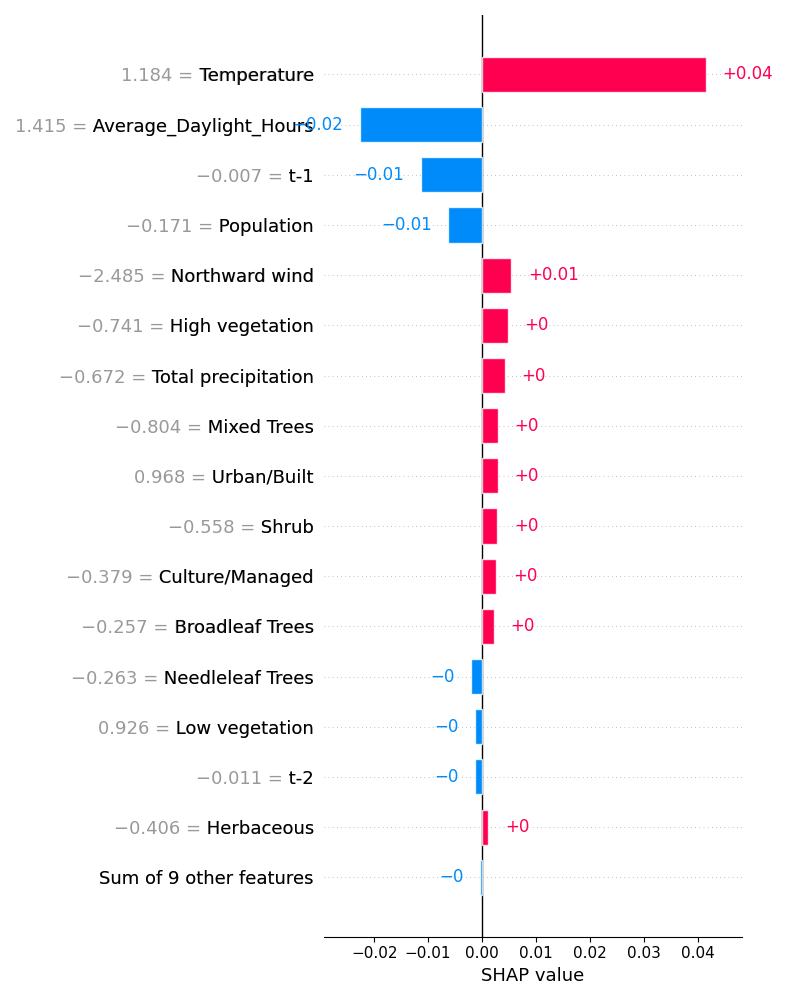 1.184 = Temperature +0.04
1.415 = Average_Daylight_Hours −0.02
−0.007 = t-1 −0.01
−0.171 = Population −0.01
−2.485 = Northward wind +0.01
−0.741 = High vegetation +0
−0.672 = Total precipitation +0
−0.804 = Mixed Trees +0
0.968 = Urban/Built +0
−0.558 = Shrub +0
−0.379 = Culture/Managed +0
−0.257 = Broadleaf Trees +0
−0.263 = Needleleaf Trees −0
0.926 = Low vegetation −0
−0.011 = t-2 −0
−0.406 = Herbaceous +0
Sum of 9 other features −0
−0.02 −0.01 0.00 0.01 0.02 0.03 0.04
SHAP value